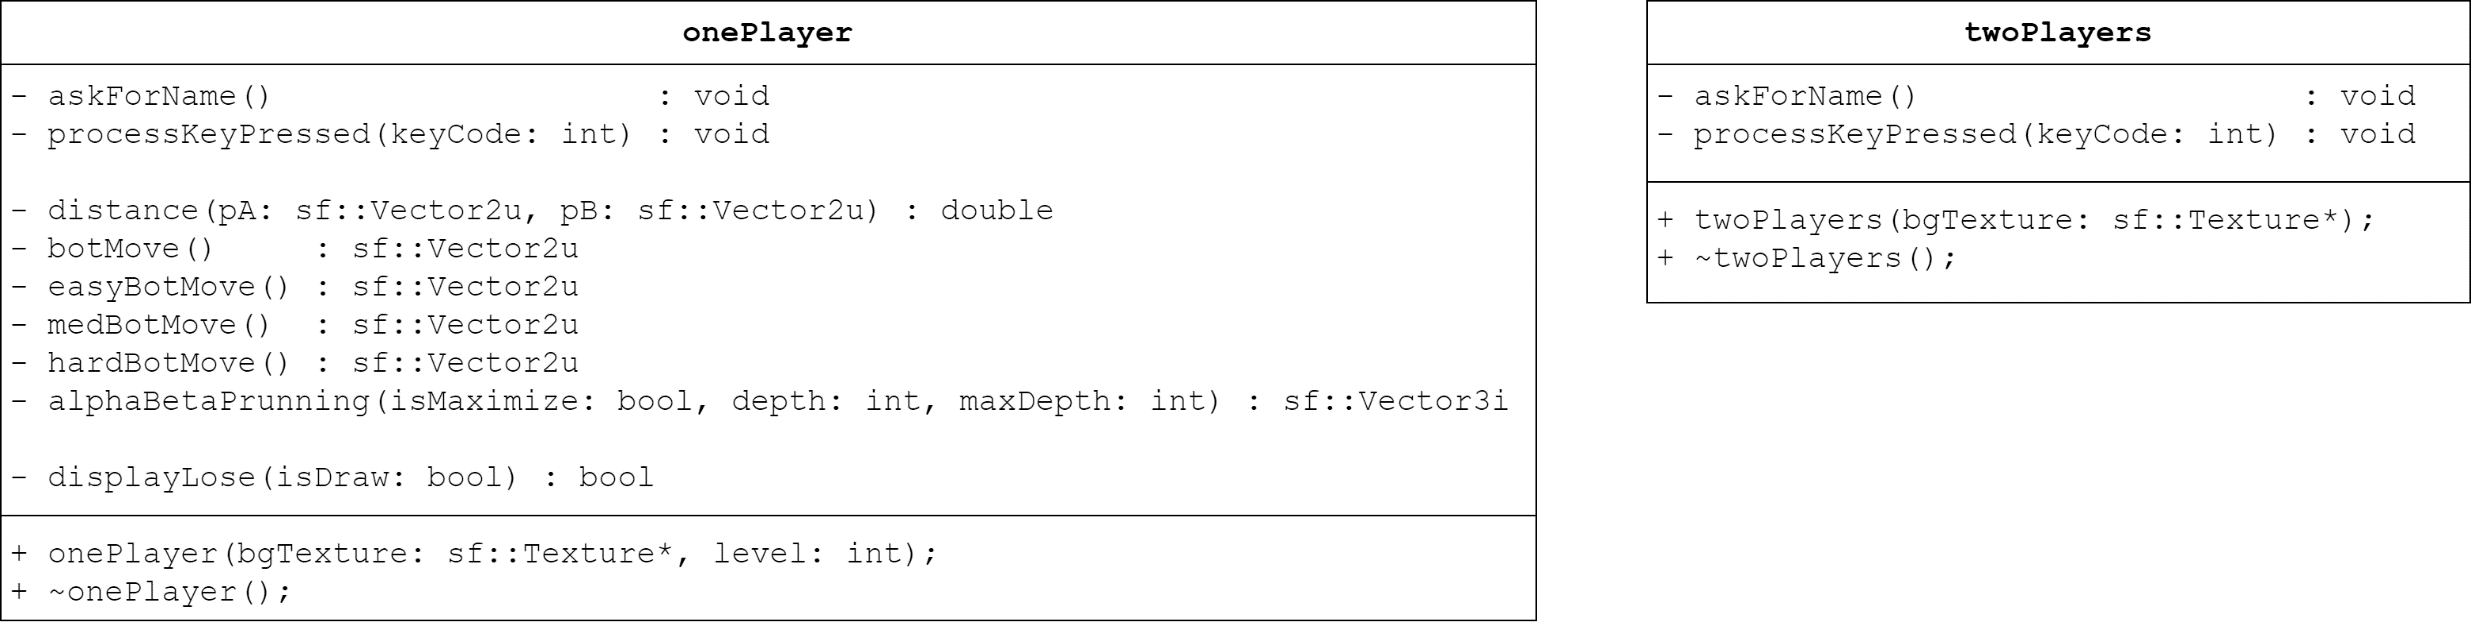 onePlayer
- askForName() : void
- processKeyPressed(keyCode: int) : void
- distance(pA: sf::Vector2u, pB: sf::Vector2u) : double
- botMove() : sf::Vector2u
- easyBotMove() : sf::Vector2u
- medBotMove() : sf::Vector2u
- hardBotMove() : sf::Vector2u
- alphaBetaPrunning(isMaximize: bool, depth: int, maxDepth: int) : sf::Vector3i
- displayLose(isDraw: bool) : bool
+ onePlayer(bgTexture: sf::Texture*, level: int);
+ ~onePlayer();
twoPlayers
- askForName() : void
- processKeyPressed(keyCode: int) : void
+ twoPlayers(bgTexture: sf::Texture*);
+ ~twoPlayers();